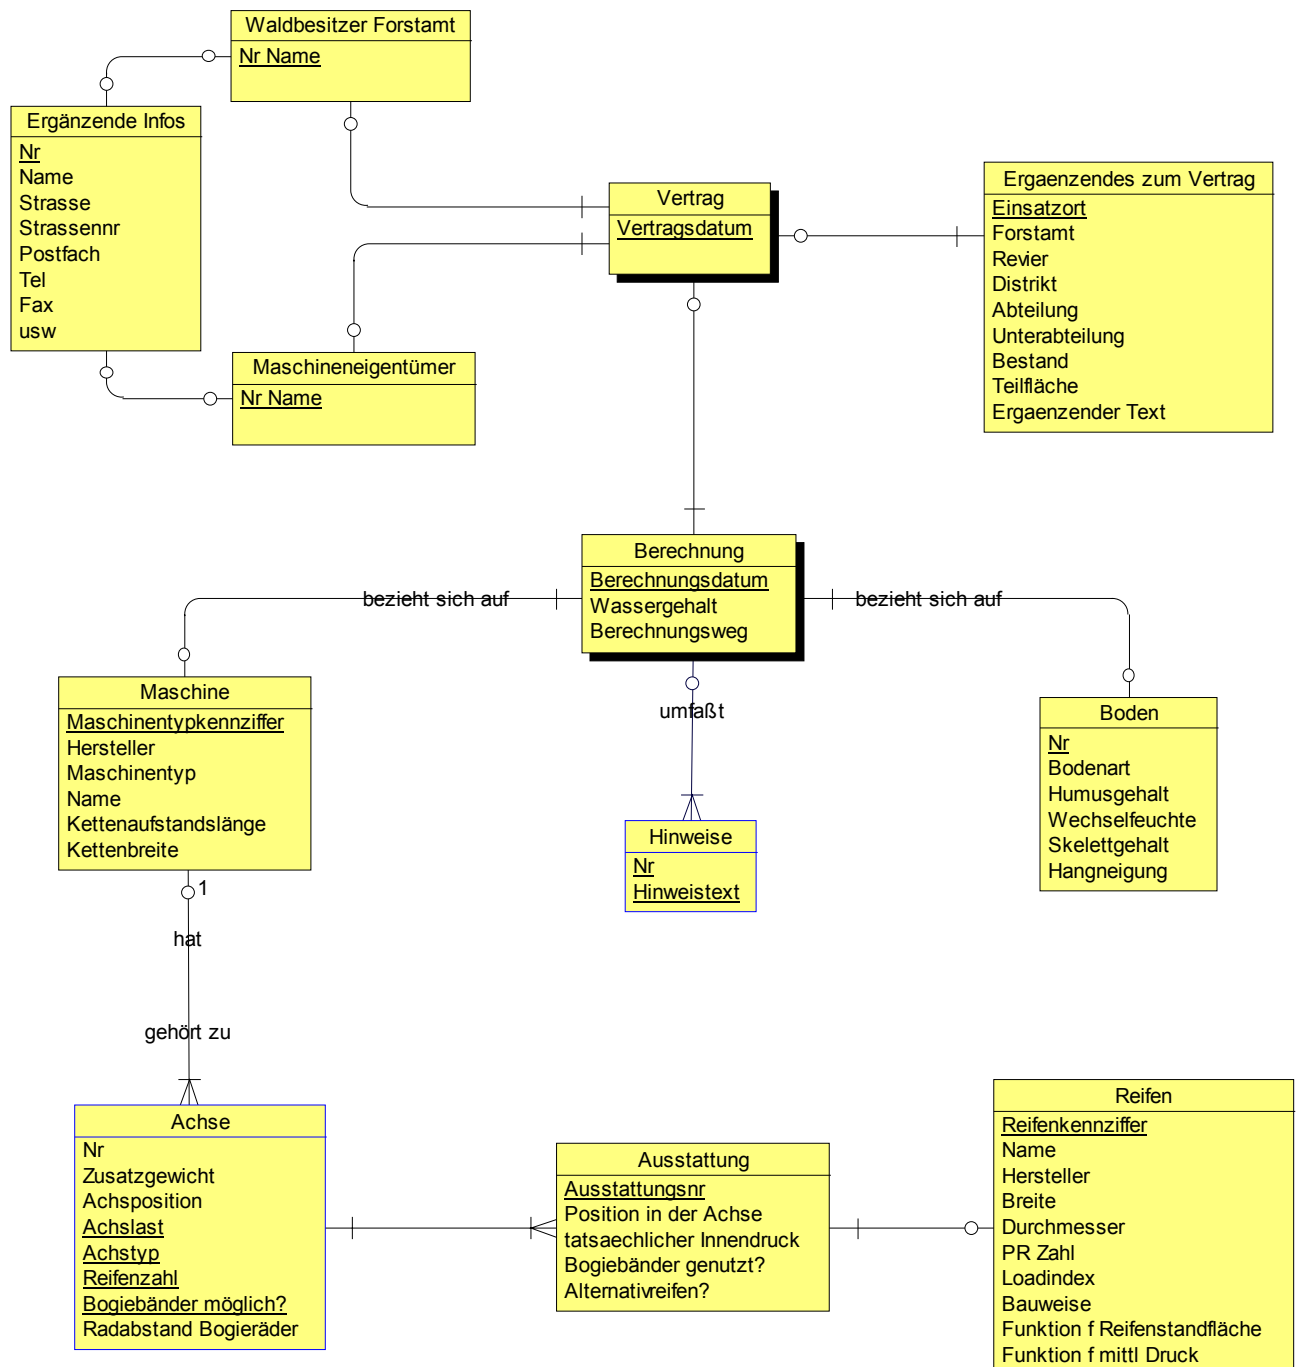 Waldbesitzer Forstamt
Nr Name
Ergänzende Infos
Nr
Name
Strasse
Strassennr
Postfach
Tel
Fax
usw
Vertrag
Vertragsdatum
Ergaenzendes zum Vertrag
Einsatzort
Forstamt
Revier
Distrikt
Abteilung
Unterabteilung
Bestand
Teilfläche
Ergaenzender Text
Maschineneigentümer
Nr Name
Berechnung
Berechnungsdatum
Wassergehalt
Berechnungsweg
bezieht sich auf
bezieht sich auf
Maschine
Maschinentypkennziffer
Hersteller
Maschinentyp
Name
Kettenaufstandslänge
Kettenbreite
umfaßt
Boden
Nr
Bodenart
Humusgehalt
Wechselfeuchte
Skelettgehalt
Hangneigung
Hinweise
Nr
Hinweistext
1
hat
gehört zu
Achse
Nr
Zusatzgewicht
Achsposition
Achslast
Achstyp
Reifenzahl
Bogiebänder möglich?
Radabstand Bogieräder
Ausstattung
Ausstattungsnr
Position in der Achse
tatsaechlicher Innendruck
Bogiebänder genutzt?
Alternativreifen?
Reifen
Reifenkennziffer
Name
Hersteller
Breite
Durchmesser
PR Zahl
Loadindex
Bauweise
Funktion f Reifenstandfläche
Funktion f mittl Druck